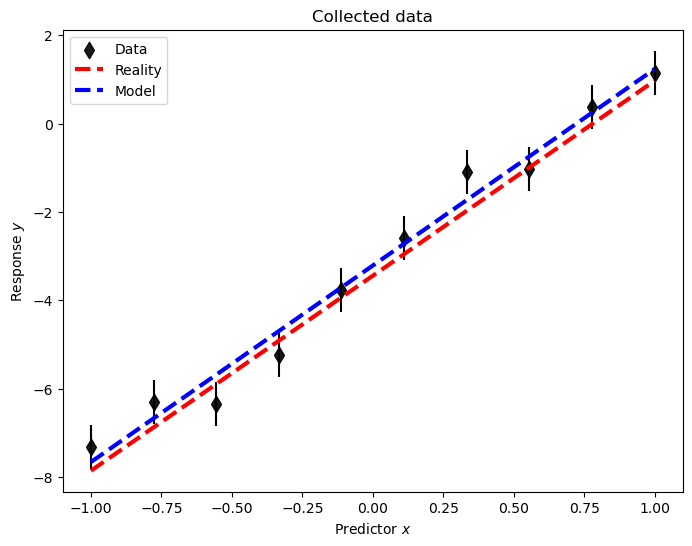 Collected data
Data
Reality
Model
2
0
−2
−4
−6
−8
Response y
−1.00 −0.75 −0.50 −0.25 0.00 0.25 0.50 0.75 1.00
Predictor x